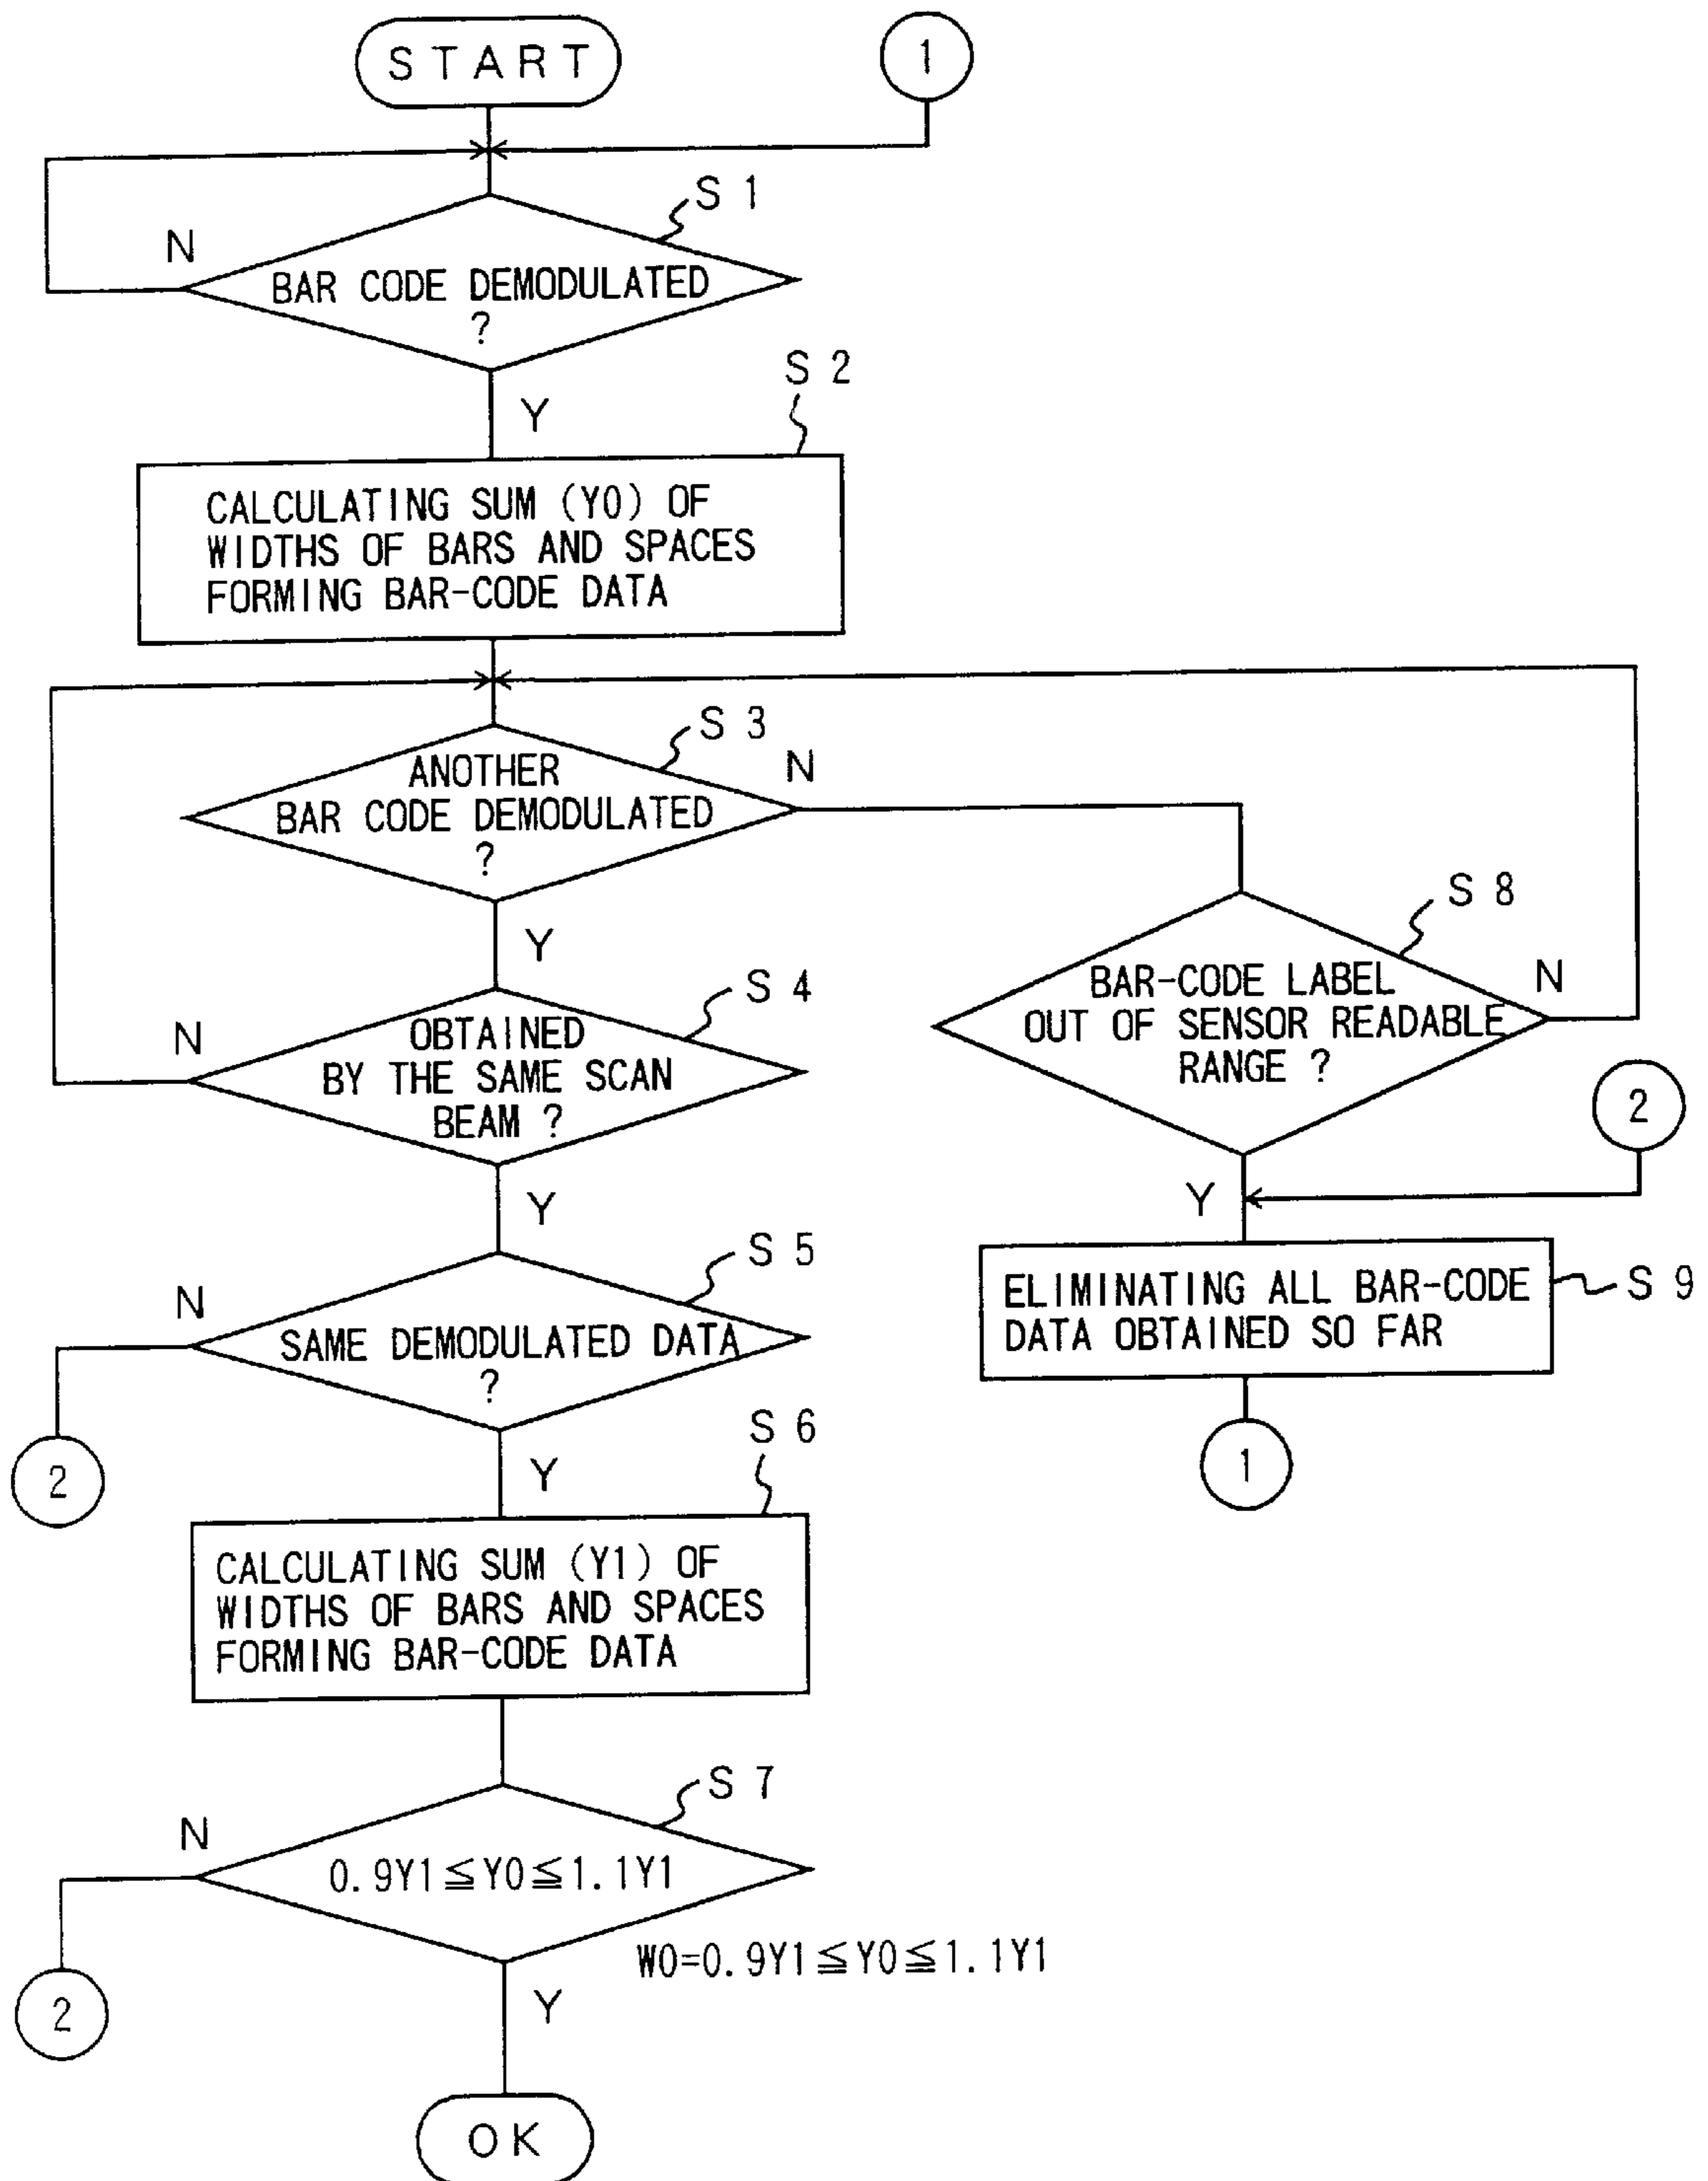 START
1
S 1
N
BAR CODE DEMODULATED
?
S 2
Y
CALCULATING SUM (Y0) OF
WIDTHS OF BARS AND SPACES
FORMING BAR-CODE DATA
S 3
N
ANOTHER
BAR CODE DEMODULATED
?
S 8
Y
BAR-CODE LABEL
OUT OF SENSOR READABLE
RANGE ?
N
S 4
N
OBTAINED
BY THE SAME SCAN
BEAM ?
2
Y
Y
S 5
N
SAME DEMODULATED DATA
?
ELIMINATING ALL BAR-CODE
DATA OBTAINED SO FAR
S 9
S 6
2
Y
1
CALCULATING SUM (Y1) OF
WIDTHS OF BARS AND SPACES
FORMING BAR-CODE DATA
S 7
N
0.9Y1≦Y0≦1.1Y1
W0=0.9Y1≦Y0≦1.1Y1
2
Y
OK